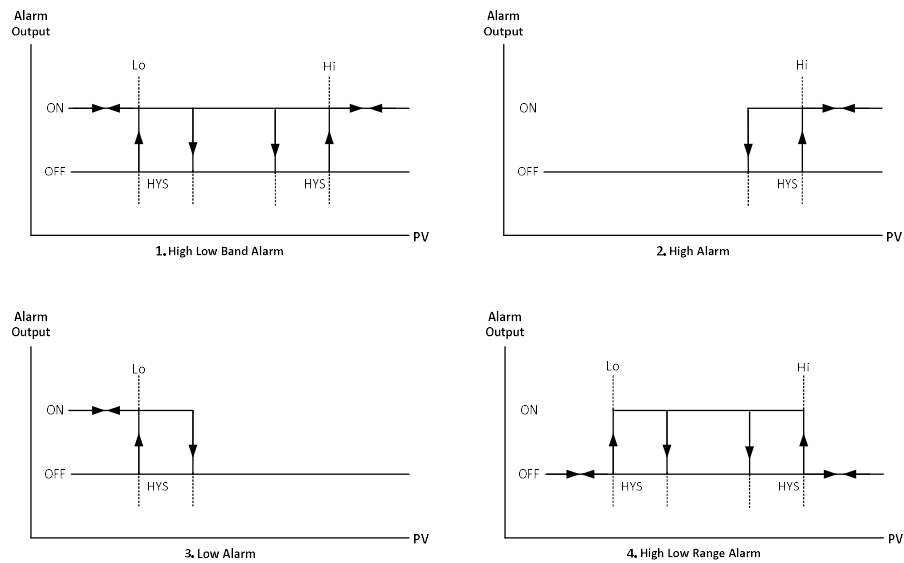 Alarm
Output
Lo
Hi
ON
OFF
HYS
HYS
PV
1. High Low Band Alarm
Alarm
Output
Hi
ON
OFF
HYS
PV
2. High Alarm
Alarm
Output
Lo
ON
OFF
HYS
PV
3. Low Alarm
Alarm
Output
Lo
Hi
ON
OFF
HYS
HYS
PV
4. High Low Range Alarm